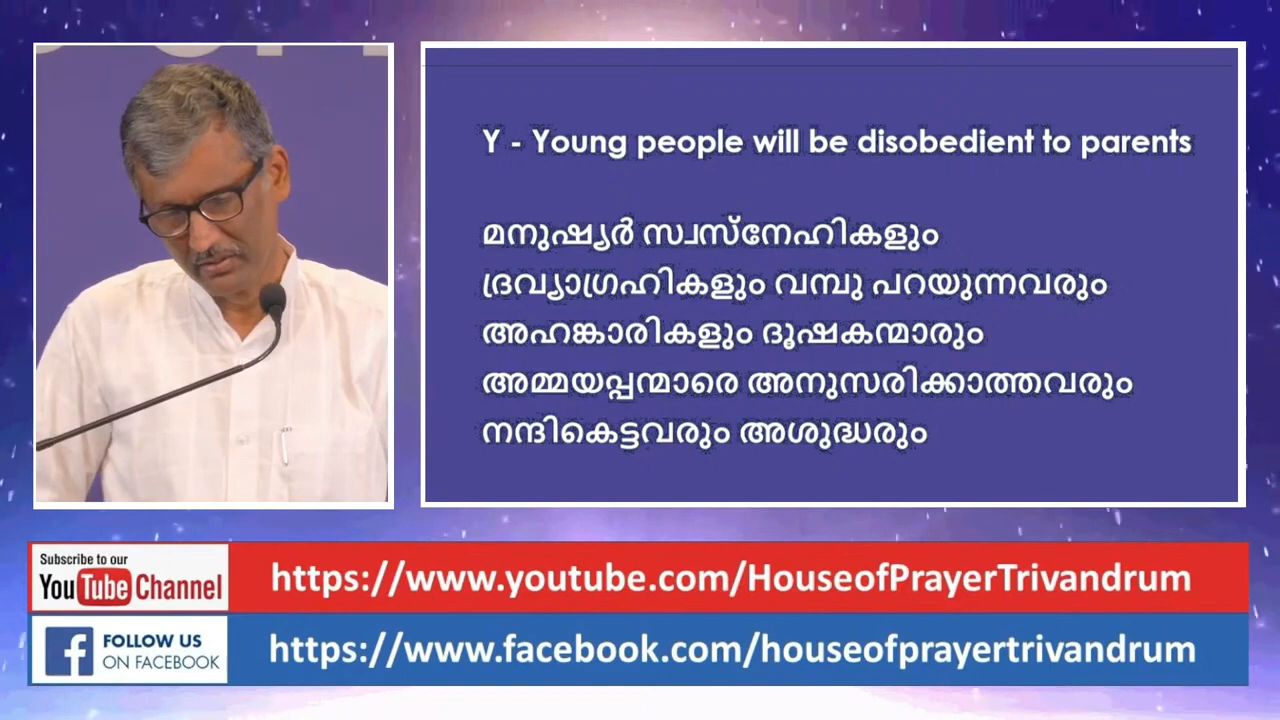 Y - Young people will be disobedient to parents
മനുഷ്യർ സ്വസ്നേഹികളും
ദ്രവ്യാഗ്രഹികളും വമ്പു പറയുന്നവരും
അഹങ്കാരികളും ദൂഷകന്മാരും
അമ്മയപ്പന്മാരെ അനുസരിക്കാത്തവരും
നന്ദികെട്ടവരും അശുദ്ധരും
Subscribe to our
YouTube Channel
https://www.youtube.com/HouseofPrayerTrivandrum
f FOLLOW US
ON FACEBOOK
https://www.facebook.com/houseofprayertrivandrum